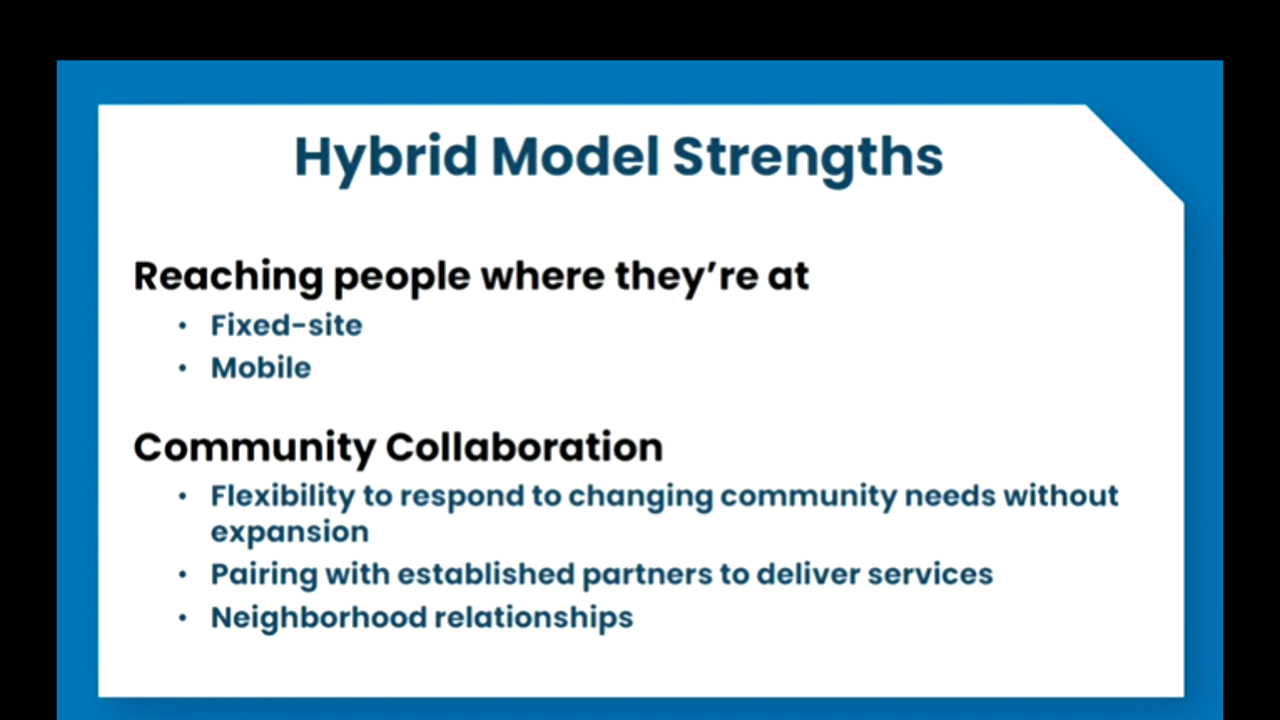 Hybrid Model Strengths
Reaching people where they’re at
• Fixed-site
• Mobile
Community Collaboration
• Flexibility to respond to changing community needs without
expansion
• Pairing with established partners to deliver services
• Neighborhood relationships